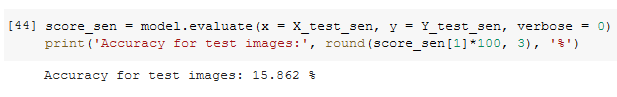 [44] score_sen = model.evaluate(x = X_test_sen, y = Y_test_sen, verbose = 0)
print('Accuracy for test images:', round(score_sen[1]*100, 3), '%')
Accuracy for test images: 15.862 %